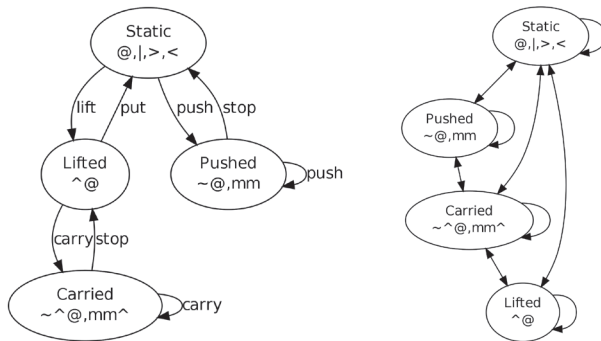 Static
@,|,>,<
lift
put
push
stop
Lifted
^@
Pushed
~@,mm
push
carry
stop
Carried
~^@,mm^
carry
Static
@,|,>,<
Pushed
~@,mm
Carried
~^@,mm^
Lifted
^@